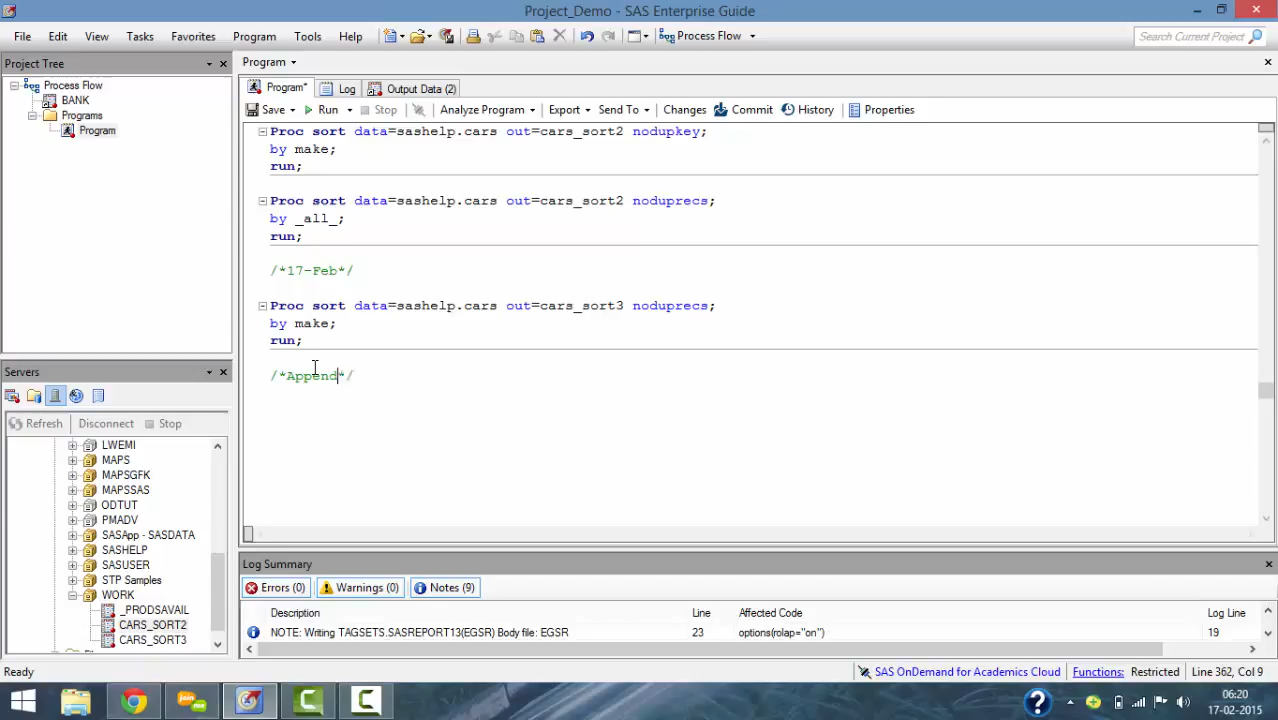 Project_Demo - SAS Enterprise Guide
File Edit View Tasks Favorites Program Tools Help Process Flow Search Current Project
Project Tree
Process Flow
BANK
Programs
Program
Program
Program* Log Output Data (2)
Save Run Stop Analyze Program Export Send To Changes Commit History Properties
Proc sort data=sashelp.cars out=cars_sort2 nodupkey;
by make;
run;
Proc sort data=sashelp.cars out=cars_sort2 noduprecs;
by _all_;
run;
/*17-Feb*/
Proc sort data=sashelp.cars out=cars_sort3 noduprecs;
by make;
run;
/*Append*/
Servers
Refresh Disconnect Stop
LWEMI
MAPS
MAPSGFK
MAPSSAS
ODTUT
PMADV
SASApp - SASDATA
SASHELP
SASUSER
STP Samples
WORK
_PRODSAVAIL
CARS_SORT2
CARS_SORT3
Log Summary
Errors (0) Warnings (0) Notes (9)
Description Line Affected Code Log Line
NOTE: Writing TAGSETS.SASREPORT13(EGSR) Body file: EGSR 23 options(rolap="on") 19
Ready SAS OnDemand for Academics Cloud Functions: Restricted Line 362, Col 9
join.me
06:20
17-02-2015